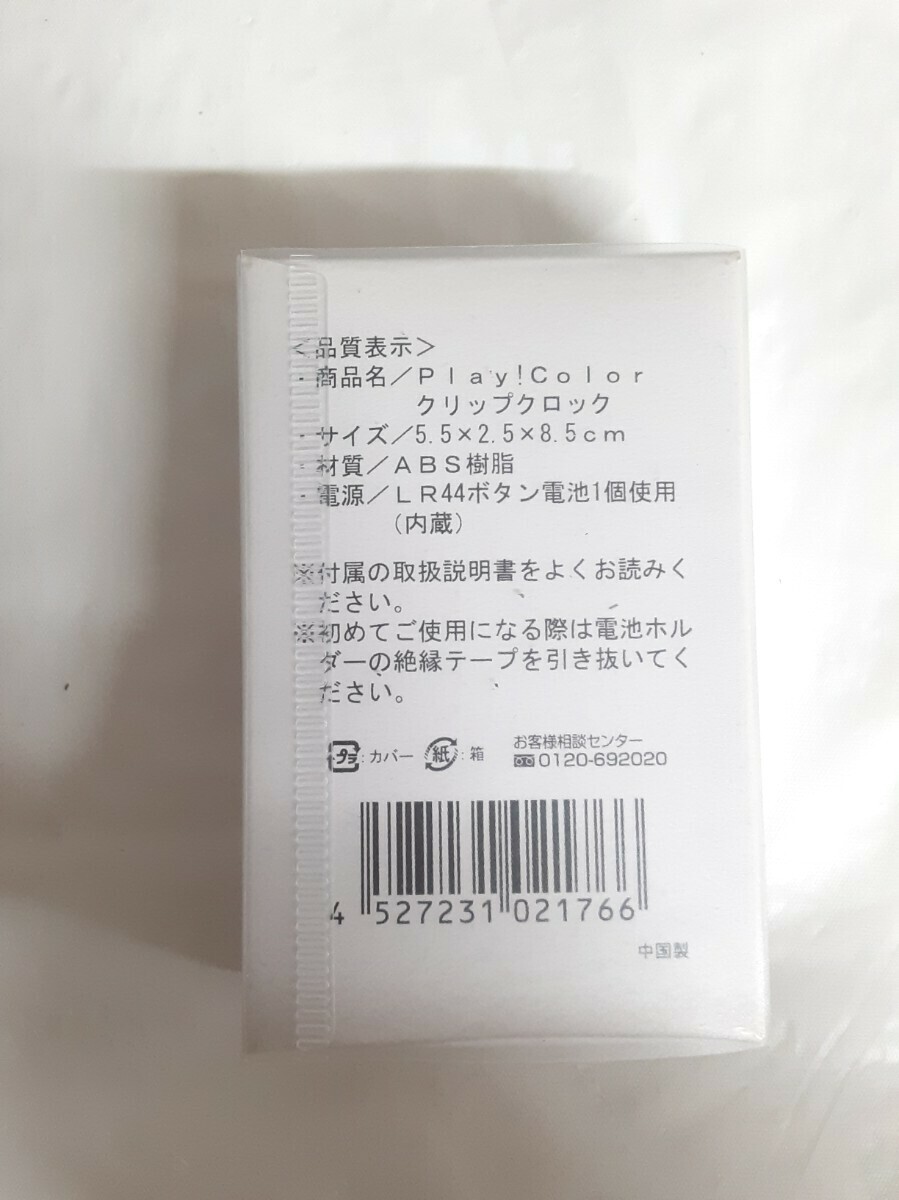 <品質表示>
・商品名／Play!Color
クリップクロック
・サイズ/5.5×2.5×8.5cm
・材質／ABS樹脂
・電源／LR44ボタン電池1個使用
(内蔵)
※付属の取扱説明書をよくお読みく
ださい。
※初めてご使用になる際は電池ホル
ダーの絶縁テープを引き抜いてく
ださい。
プラ:カバー 紙:箱
お客様相談センター
0120-692020
4 527231 021766
中国製